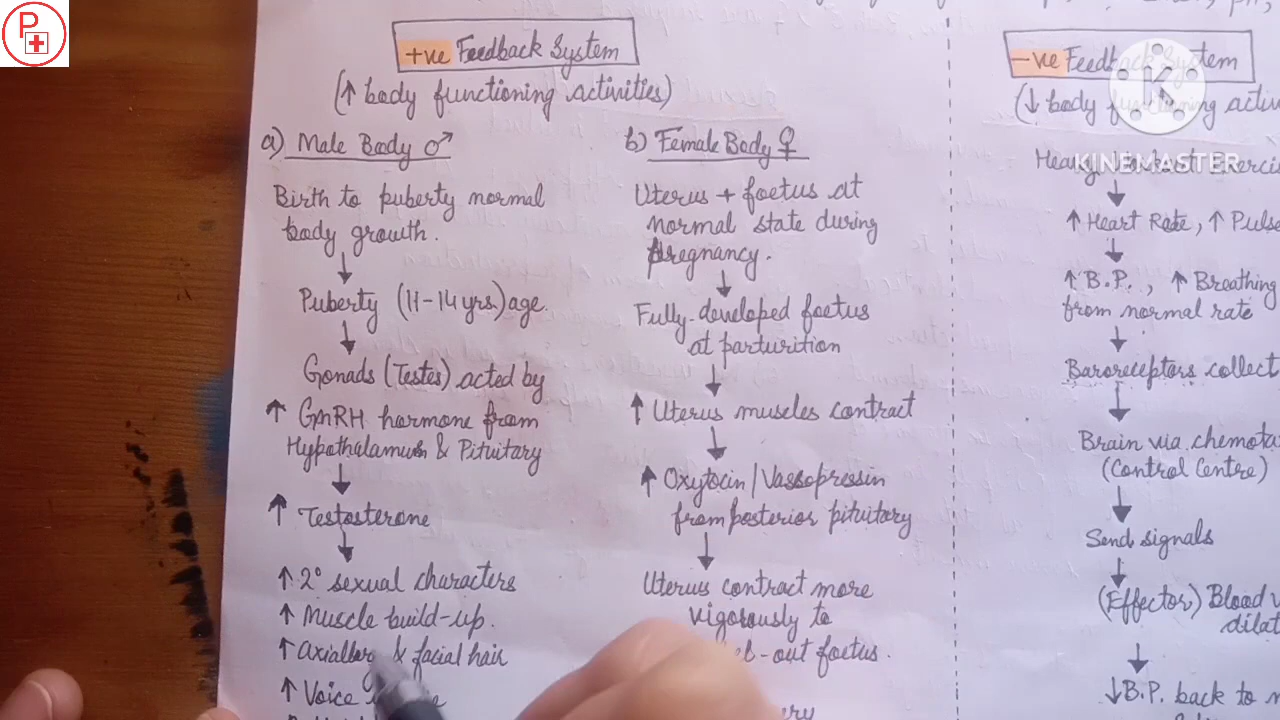 P
+ve Feedback System
(↑ body functioning activities)
a) Male Body ♂
Birth to puberty normal
body growth.
↓
Puberty (11-14 yrs.) age.
↓
Gonads (Testes) acted by
↑ GnRH hormone from
Hypothalamus & Pituitary
↓
↑ Testosterone
↓
↑ 2° sexual characters
↑ Muscle build-up.
↑ axiallary & facial hair
↑ Voice
b) Female Body ♀
Uterus + foetus at
normal state during
pregnancy.
↓
Fully-developed foetus
at parturition
↓
↑ Uterus muscles contract
↓
↑ Oxytocin/Vassopressin
from posterior pituitary
↓
Uterus contract more
vigorously to
-out foetus.
-ve Feedback System
(↓ body functioning activi
K
KINEMASTER
↓
↑ Heart Rate, ↑ Pulse
↓
↑ B.P., ↑ Breathing
from normal rate
↓
Baroreceptors collect
↓
Brain via chemota
(Control Centre)
↓
Send signals
↓
(Effector) Blood v
dilat
↓
↓ B.P. back to n